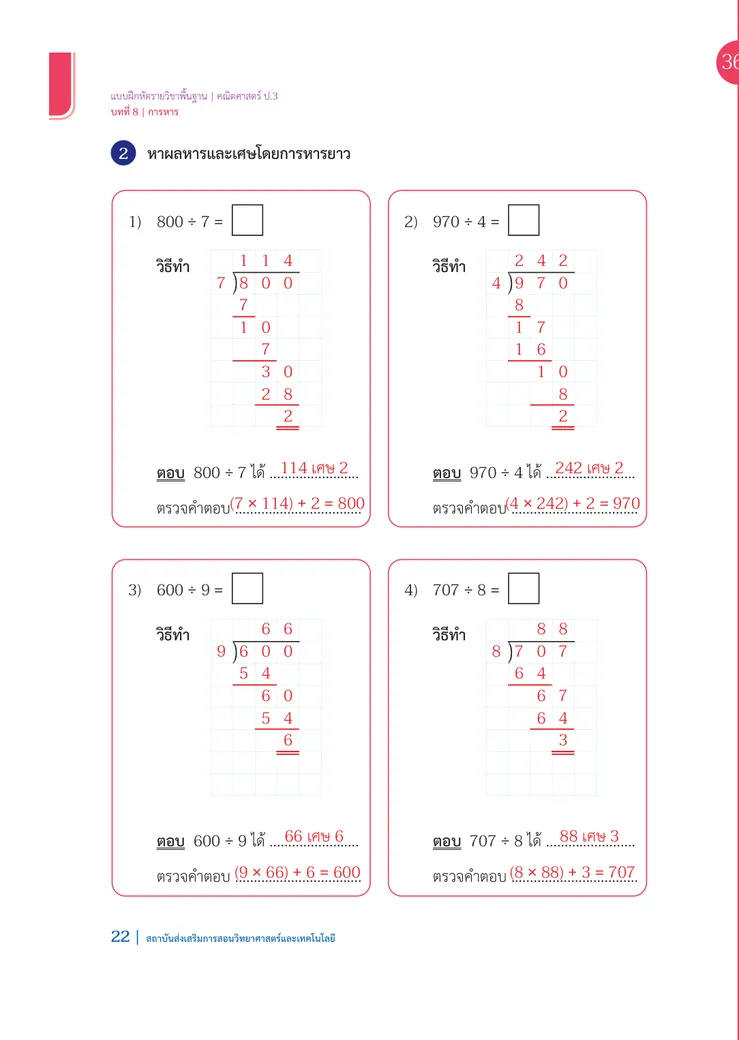 36
แบบฝึกหัดรายวิชาพื้นฐาน | คณิตศาสตร์ ป.3
บทที่ 8 | การหาร
2 หาผลหารและเศษโดยการหารยาว
1) 800 ÷ 7 =
วิธีทำ
1 1 4
7 8 0 0
7
1 0
7
3 0
2 8
2
ตอบ 800 ÷ 7 ได้ 114 เศษ 2
ตรวจคำตอบ (7 × 114) + 2 = 800
2) 970 ÷ 4 =
วิธีทำ
2 4 2
4 9 7 0
8
1 7
1 6
1 0
8
2
ตอบ 970 ÷ 4 ได้ 242 เศษ 2
ตรวจคำตอบ (4 × 242) + 2 = 970
3) 600 ÷ 9 =
วิธีทำ
6 6
9 6 0 0
5 4
6 0
5 4
6
ตอบ 600 ÷ 9 ได้ 66 เศษ 6
ตรวจคำตอบ (9 × 66) + 6 = 600
4) 707 ÷ 8 =
วิธีทำ
8 8
8 7 0 7
6 4
6 7
6 4
3
ตอบ 707 ÷ 8 ได้ 88 เศษ 3
ตรวจคำตอบ (8 × 88) + 3 = 707
22 | สถาบันส่งเสริมการสอนวิทยาศาสตร์และเทคโนโลยี